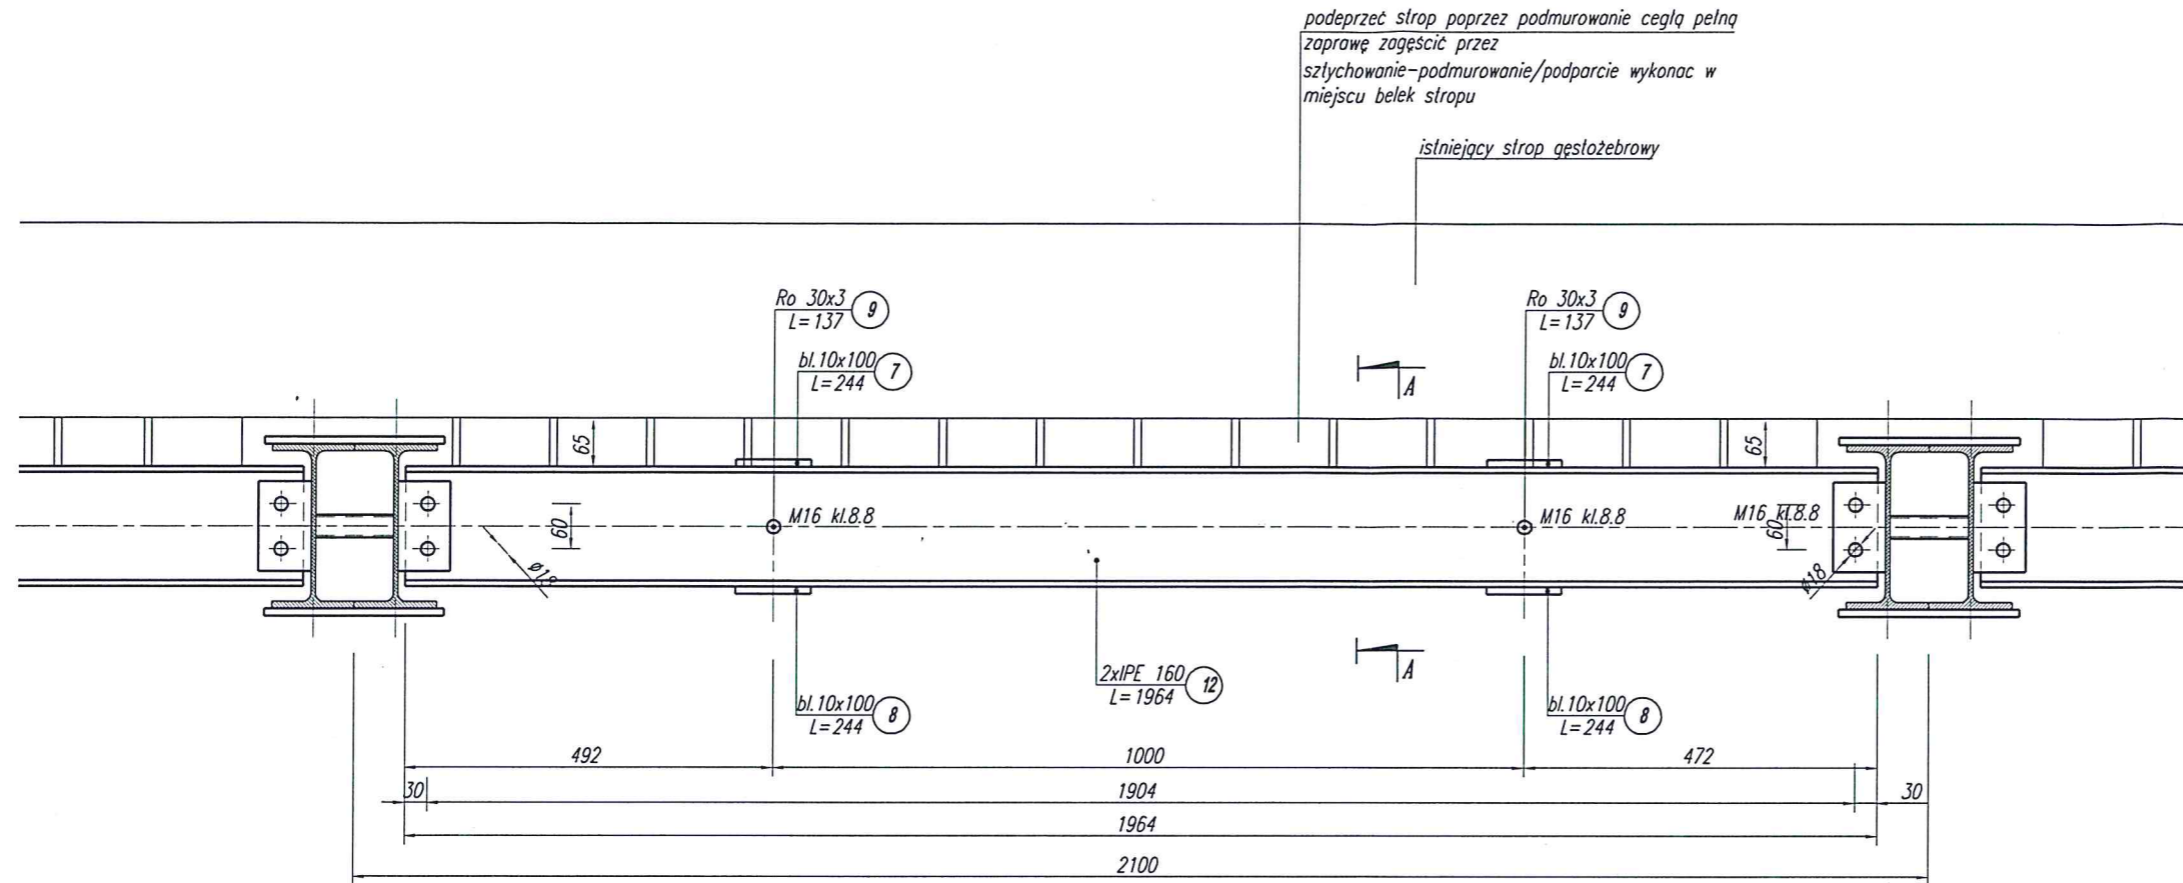 podeprzeć strop poprzez podmurowanie cegłą pełną
zaprawę zagęścić przez
sztychowanie-podmurowanie/podparcie wykonac w
miejscu belek stropu
istniejący strop gęstożebrowy
Ro 30x3
L=137
9
Ro 30x3
L=137
9
bl.10x100
L=244
7
bl.10x100
L=244
7
A
65
65
60
M16 kl.8.8
M16 kl.8.8
M16 kl.8.8
60
ø18
A
2xIPE 160
L=1964
12
bl.10x100
L=244
8
bl.10x100
L=244
8
492
1000
472
30
1904
30
1964
2100